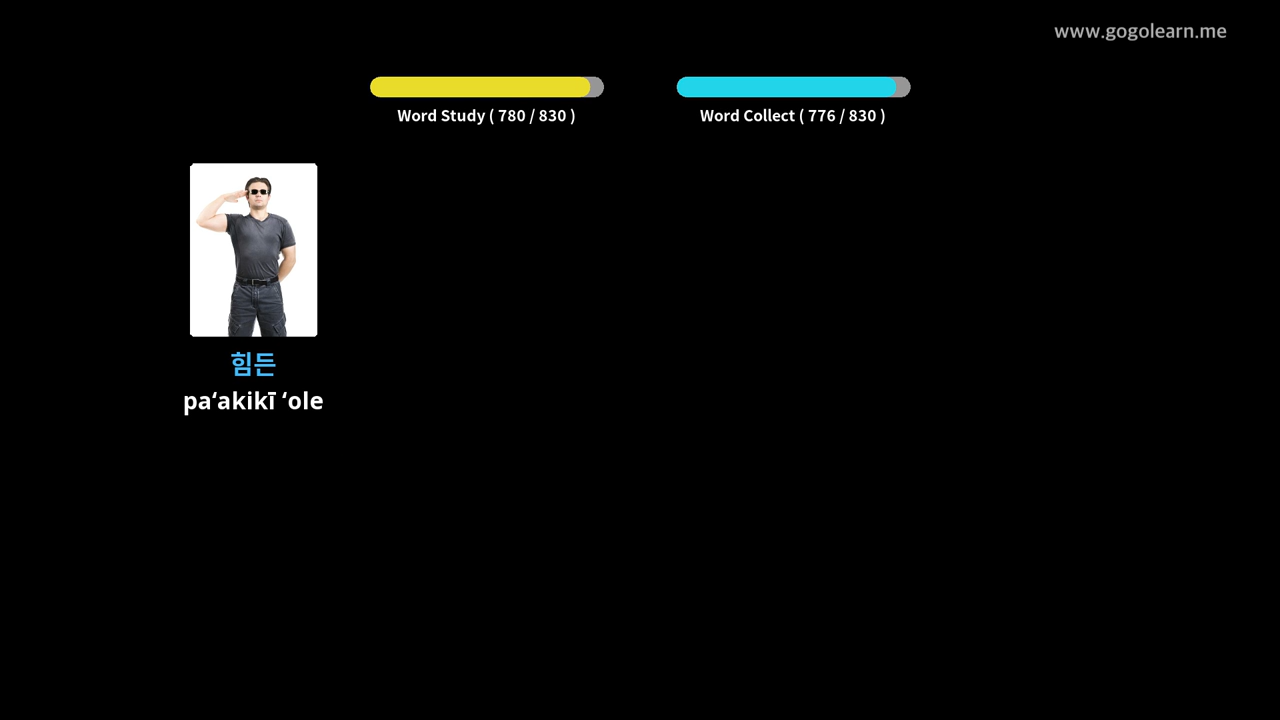 www.gogolearn.me
Word Study ( 780 / 830 )
Word Collect ( 776 / 830 )
힘든
paʻakikī ʻole